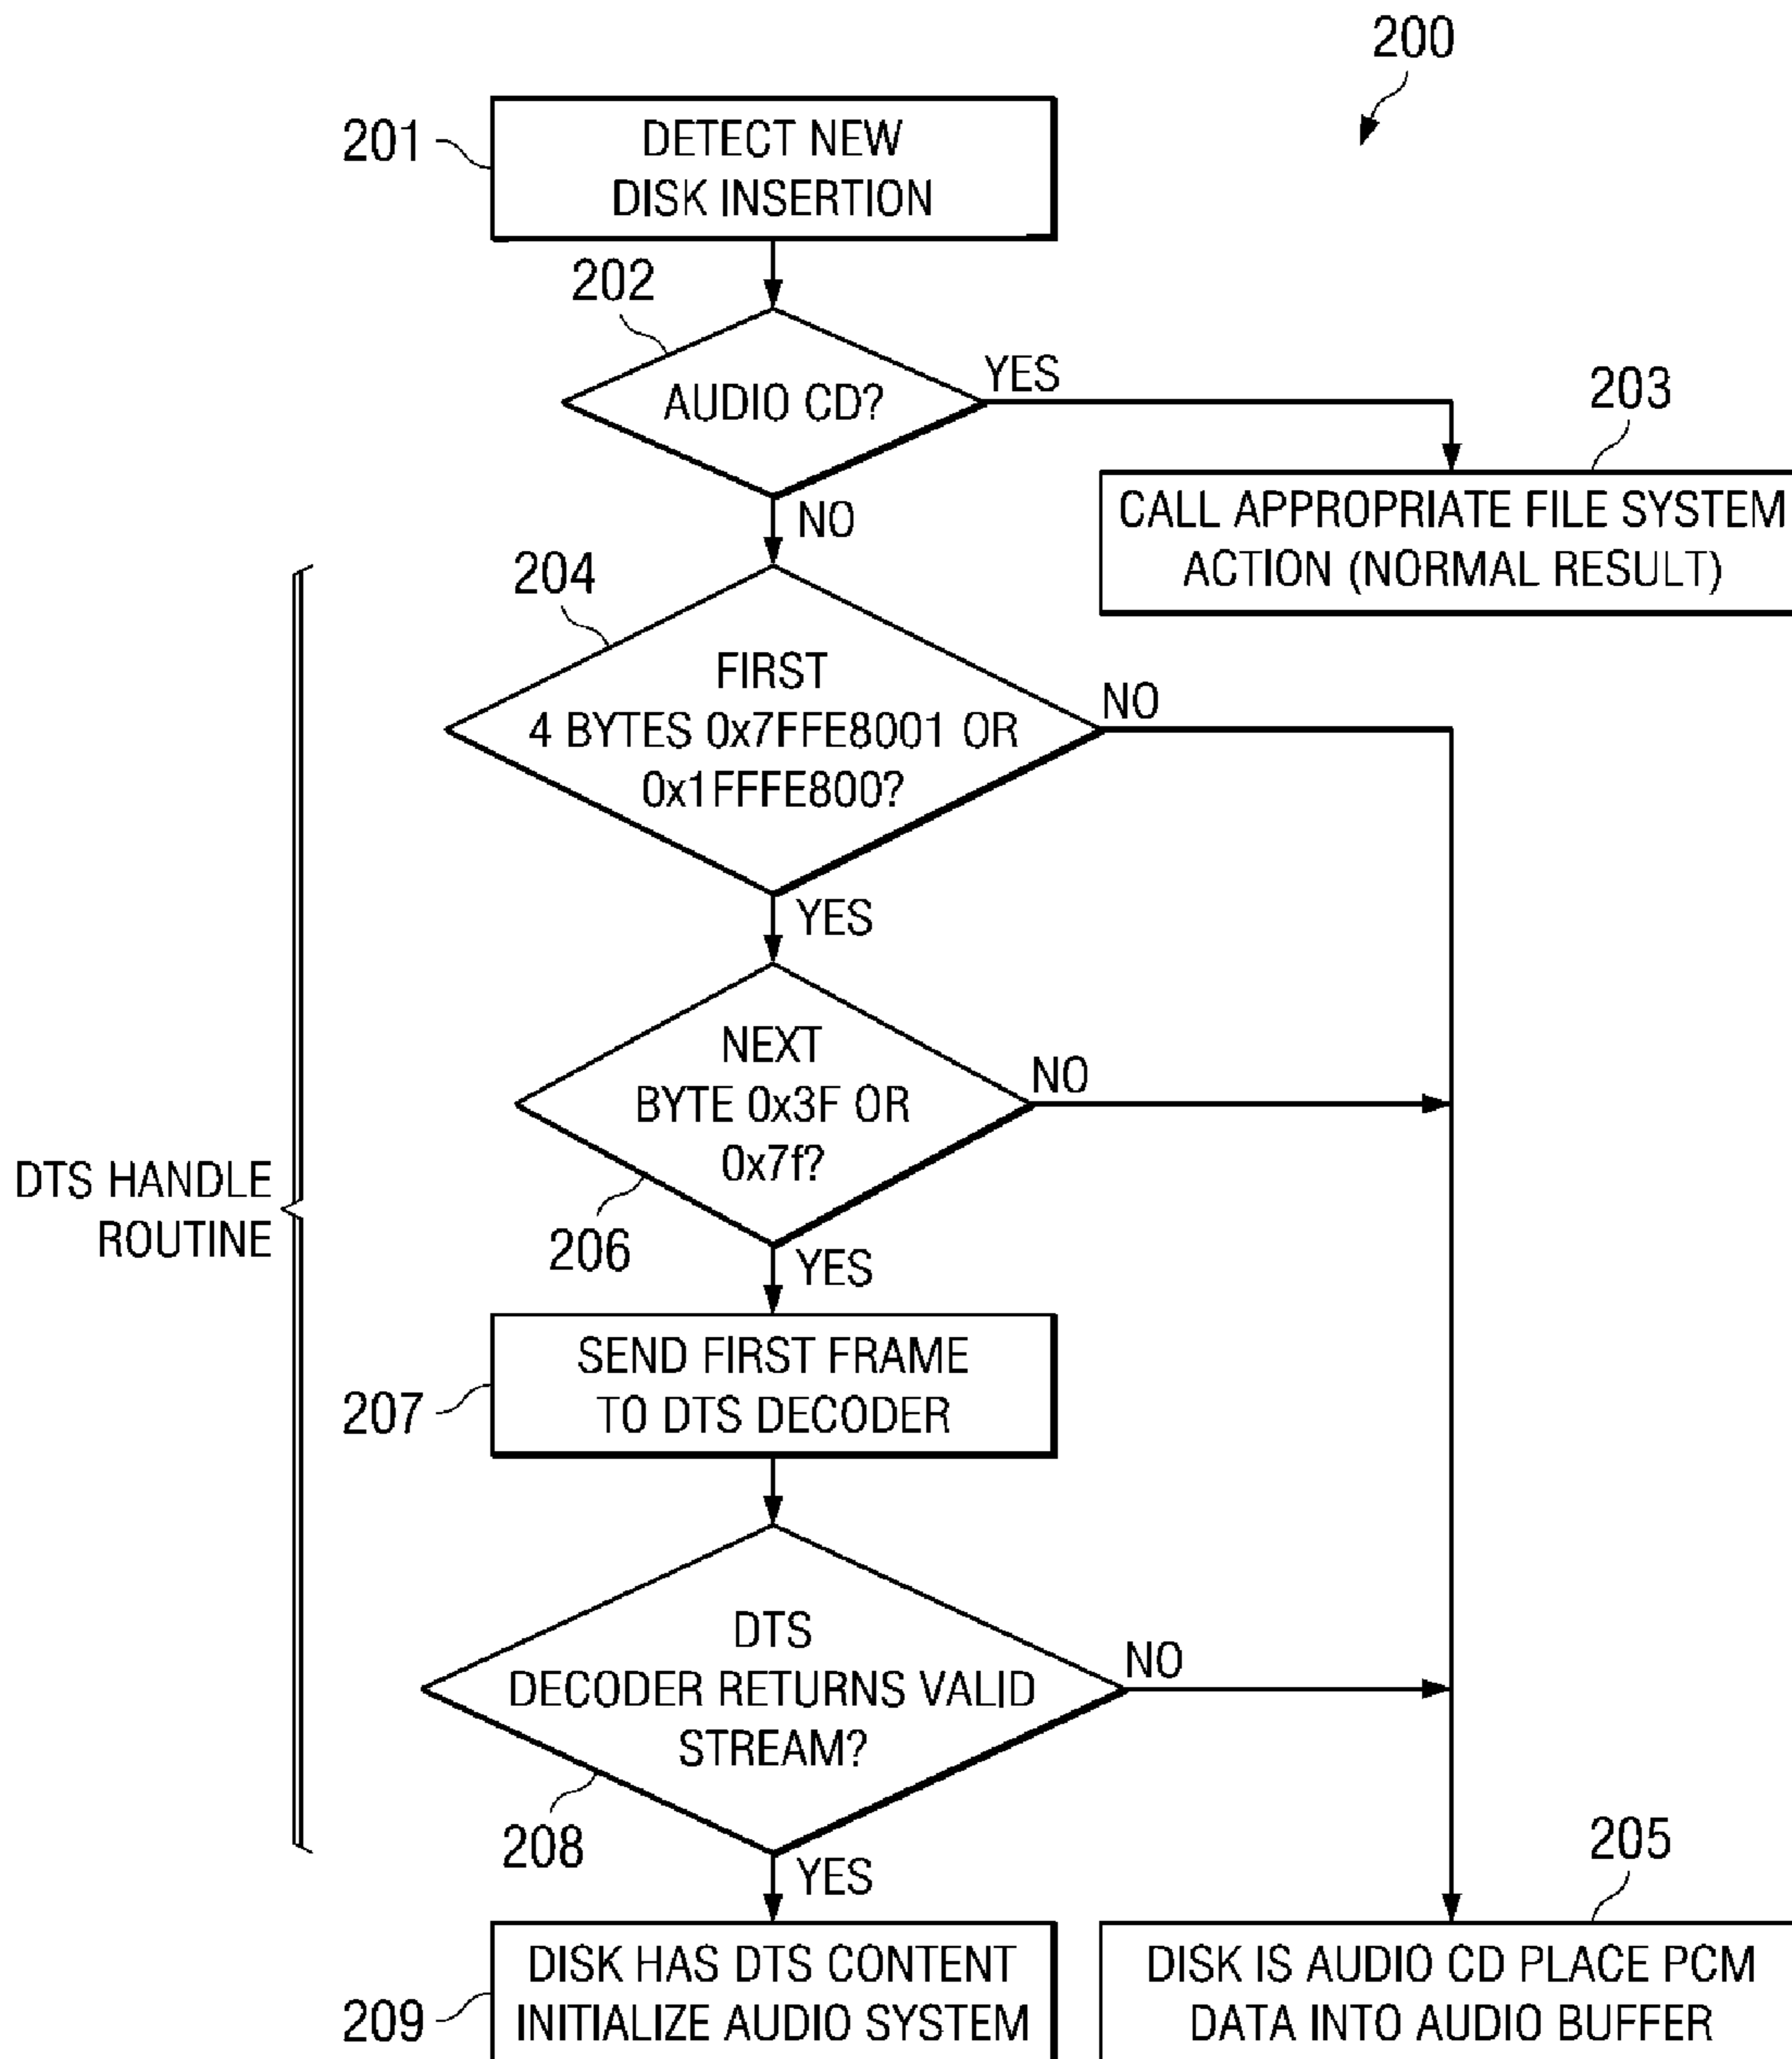 200
201
DETECT NEW
DISK INSERTION
202
AUDIO CD?
YES
203
CALL APPROPRIATE FILE SYSTEM
ACTION (NORMAL RESULT)
NO
204
FIRST
4 BYTES 0x7FFE8001 OR
0x1FFFE800?
NO
YES
NEXT
BYTE 0x3F OR
0x7f?
NO
206
YES
DTS HANDLE
ROUTINE
207
SEND FIRST FRAME
TO DTS DECODER
DTS
DECODER RETURNS VALID
STREAM?
NO
208
YES
205
209
DISK HAS DTS CONTENT
INITIALIZE AUDIO SYSTEM
DISK IS AUDIO CD PLACE PCM
DATA INTO AUDIO BUFFER